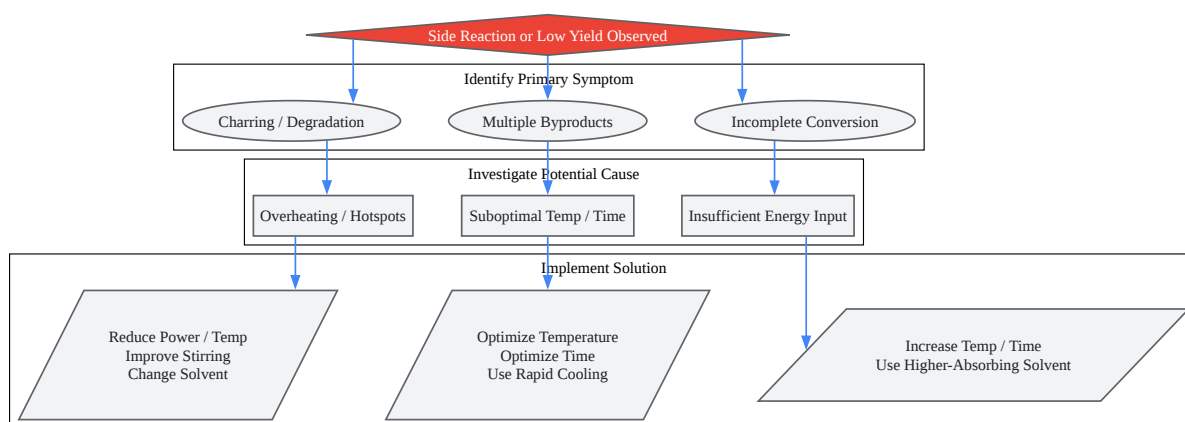 Side Reaction or Low Yield Observed
Identify Primary Symptom
Charring / Degradation
Multiple Byproducts
Incomplete Conversion
Investigate Potential Cause
Overheating / Hotspots
Suboptimal Temp / Time
Insufficient Energy Input
Implement Solution
Reduce Power / Temp
Improve Stirring
Change Solvent
Optimize Temperature
Optimize Time
Use Rapid Cooling
Increase Temp / Time
Use Higher-Absorbing Solvent